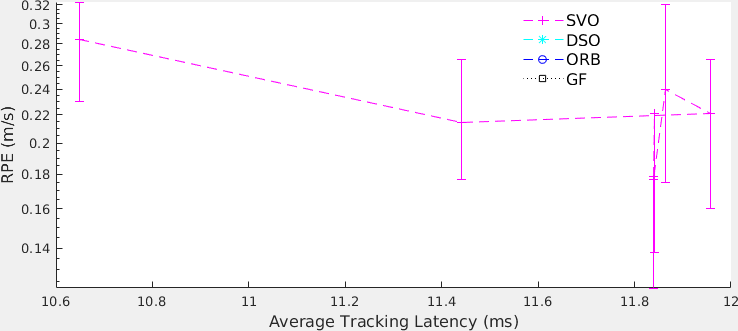 0.32
0.3
0.28
0.26
0.24
0.22
0.2
0.18
0.16
0.14
RPE (m/s)
SVO
DSO
ORB
GF
10.6 10.8 11 11.2 11.4 11.6 11.8 12
Average Tracking Latency (ms)